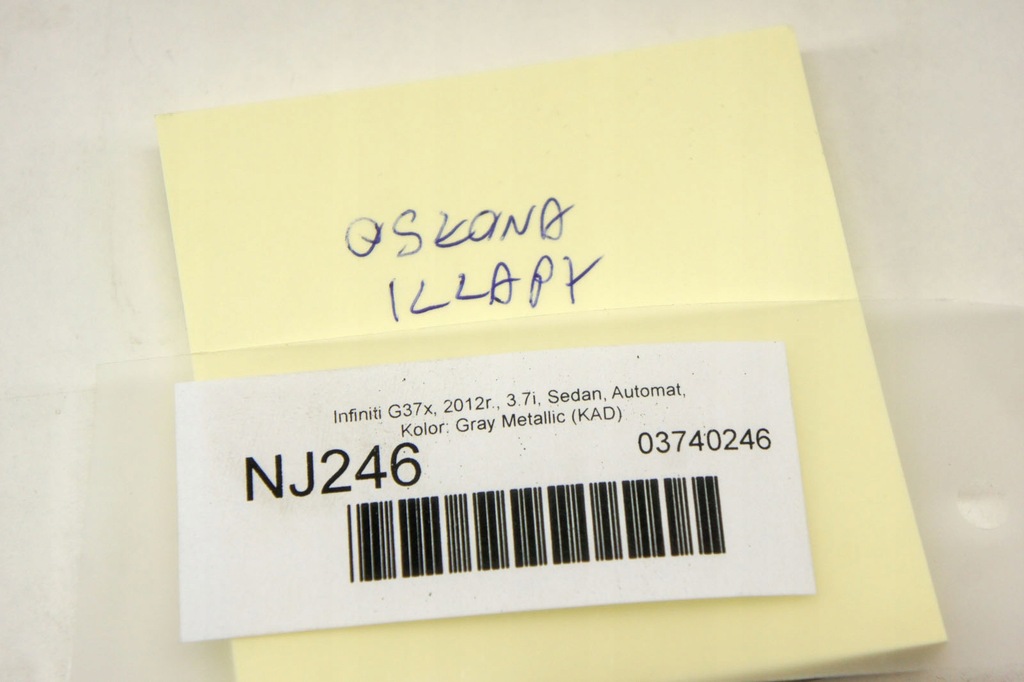 OSŁONA
KLAPY
Infiniti G37x, 2012r., 3.7i, Sedan, Automat,
Kolor: Gray Metallic (KAD)
NJ246 03740246